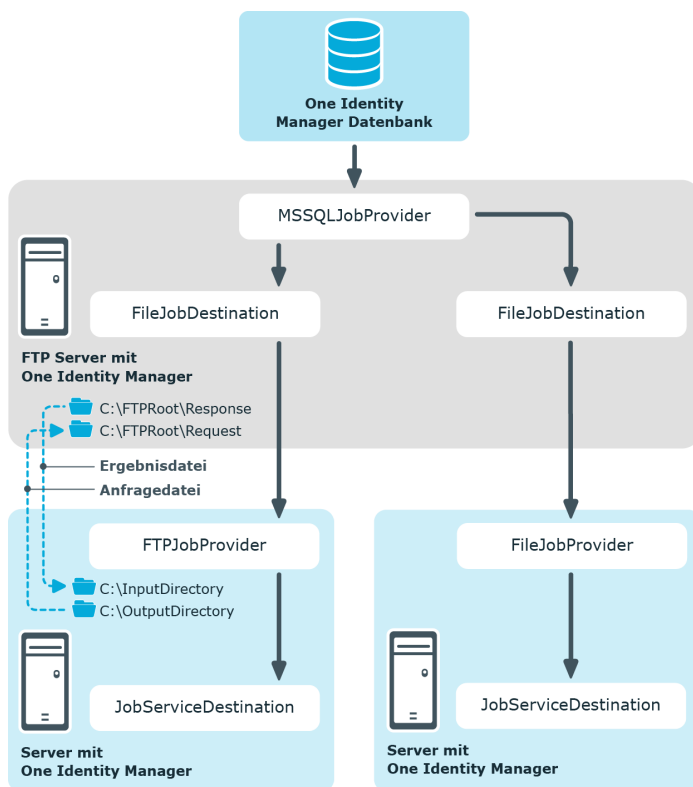 One Identity
Manager Datenbank
MSSQLJobProvider
FileJobDestination
FileJobDestination
FTP Server mit
One Identity Manager
C:\FTPRoot\Response
C:\FTPRoot\Request
Ergebnisdatei
Anfragedatei
FTPJobProvider
FileJobProvider
C:\InputDirectory
C:\OutputDirectory
JobServiceDestination
JobServiceDestination
Server mit
One Identity Manager
Server mit
One Identity Manager